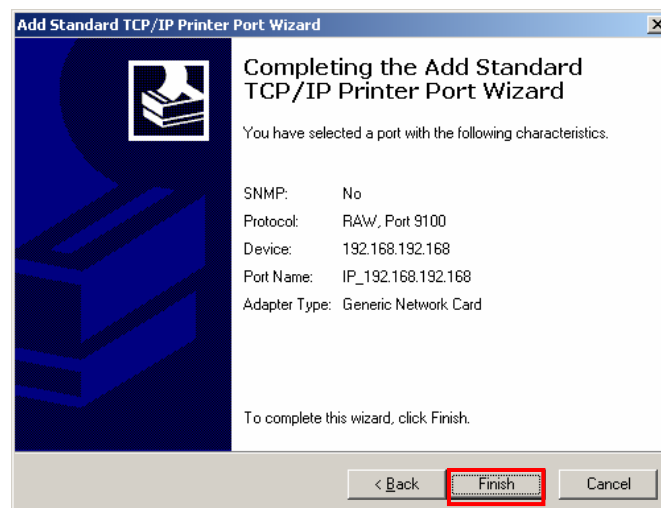 Add Standard TCP/IP Printer Port Wizard
Completing the Add Standard
TCP/IP Printer Port Wizard
You have selected a port with the following characteristics.
SNMP: No
Protocol: RAW, Port 9100
Device: 192.168.192.168
Port Name: IP_192.168.192.168
Adapter Type: Generic Network Card
To complete this wizard, click Finish.
< Back Finish Cancel